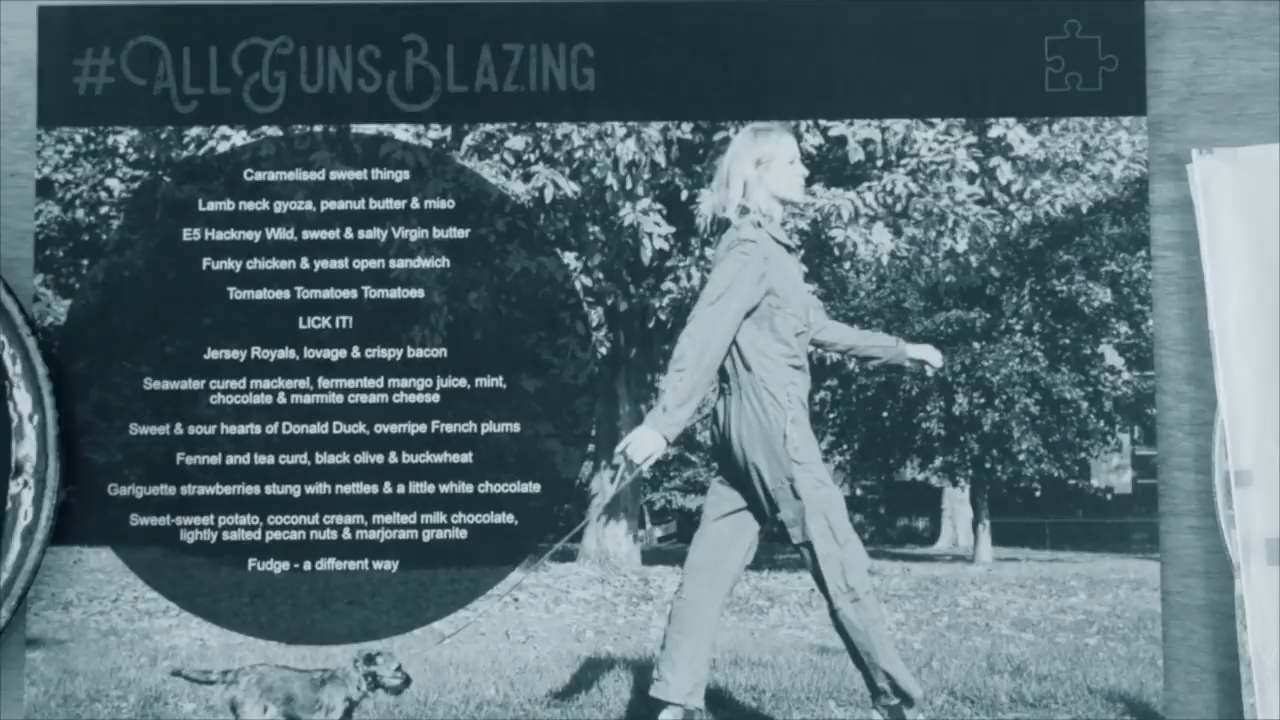 #AllGunsBlazing
Caramelised sweet things
Lamb neck gyoza, peanut butter & miso
E5 Hackney Wild, sweet & salty Virgin butter
Funky chicken & yeast open sandwich
Tomatoes Tomatoes Tomatoes
LICK IT!
Jersey Royals, lovage & crispy bacon
Seawater cured mackerel, fermented mango juice, mint,
chocolate & marmite cream cheese
Sweet & sour hearts of Donald Duck, overripe French plums
Fennel and tea curd, black olive & buckwheat
Gariguette strawberries stung with nettles & a little white chocolate
Sweet-sweet potato, coconut cream, melted milk chocolate,
lightly salted pecan nuts & marjoram granite
Fudge - a different way